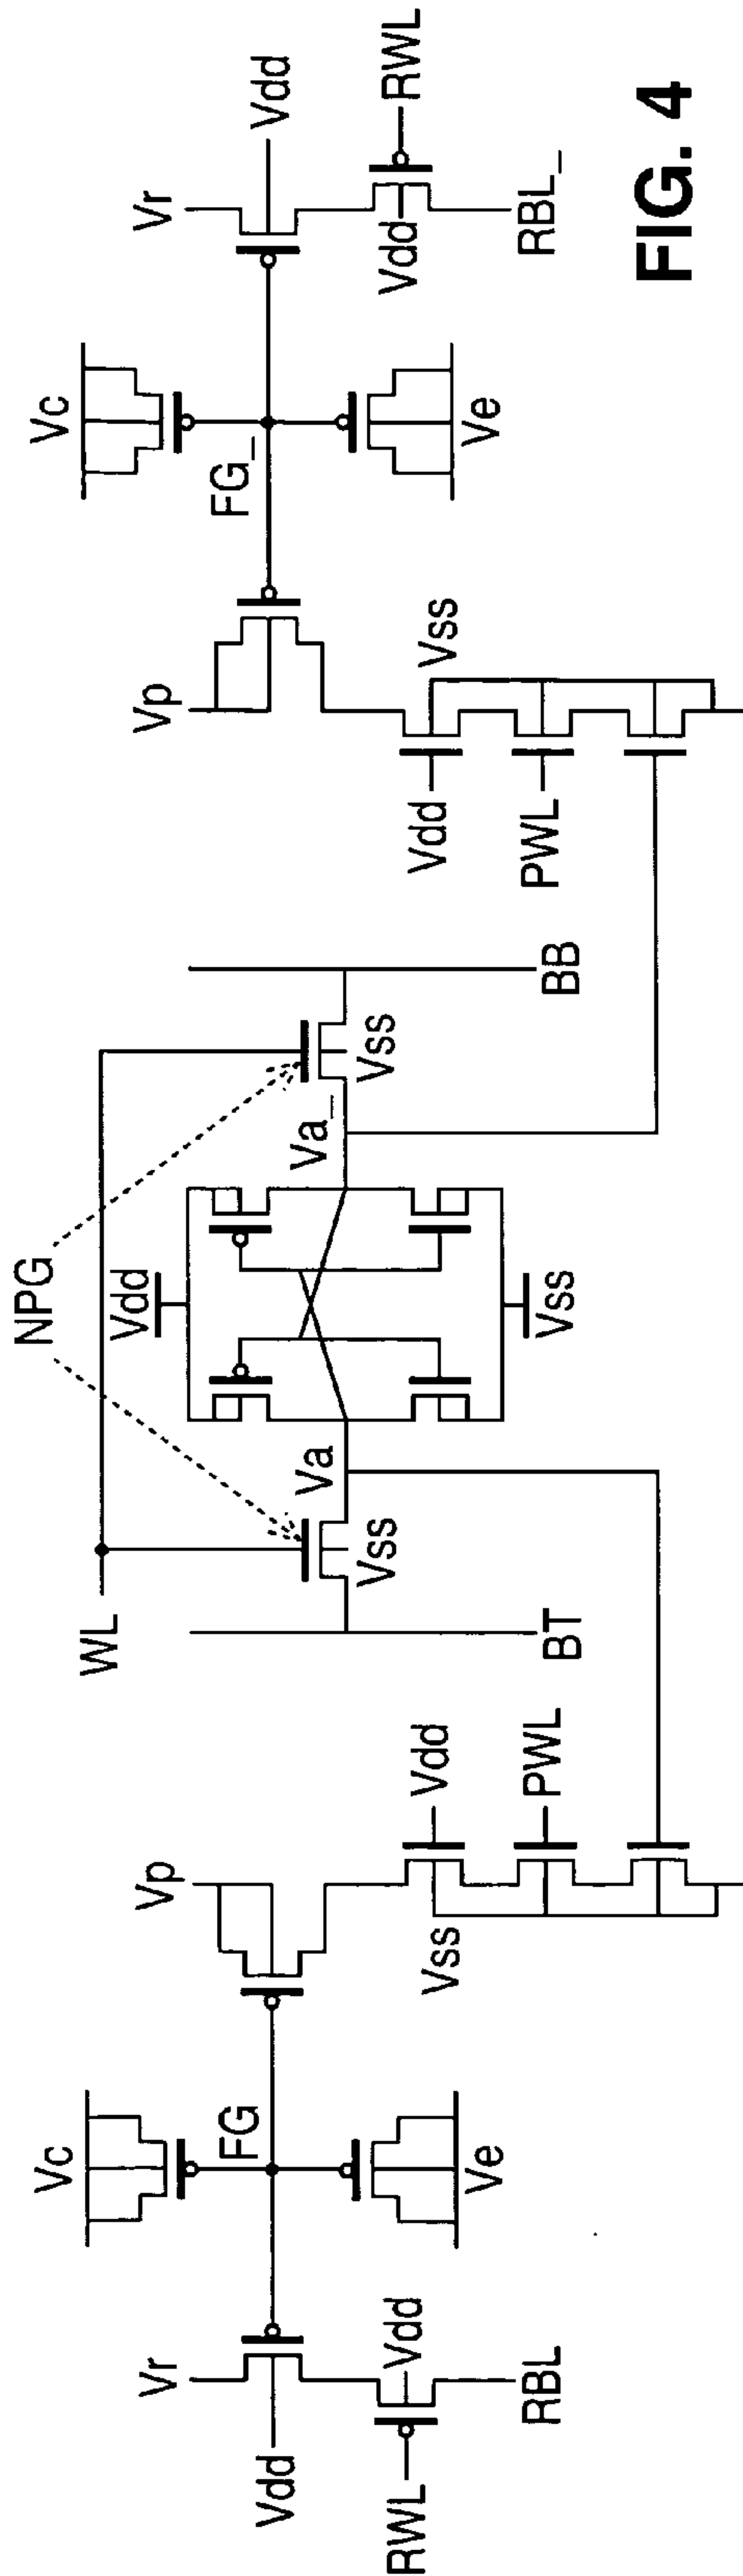 NPG
Vc
Vc
WL
Vr
Vp
Vdd
Vp
Vr
FG
FG_
Vdd
Vdd
Va
Va_
Vss
Vss
RWL
Vdd
Vdd
RWL
Vss
Vdd
Vdd
Vss
Ve
Ve
RBL
PWL
BT
Vss
BB
PWL
RBL_
FIG. 4